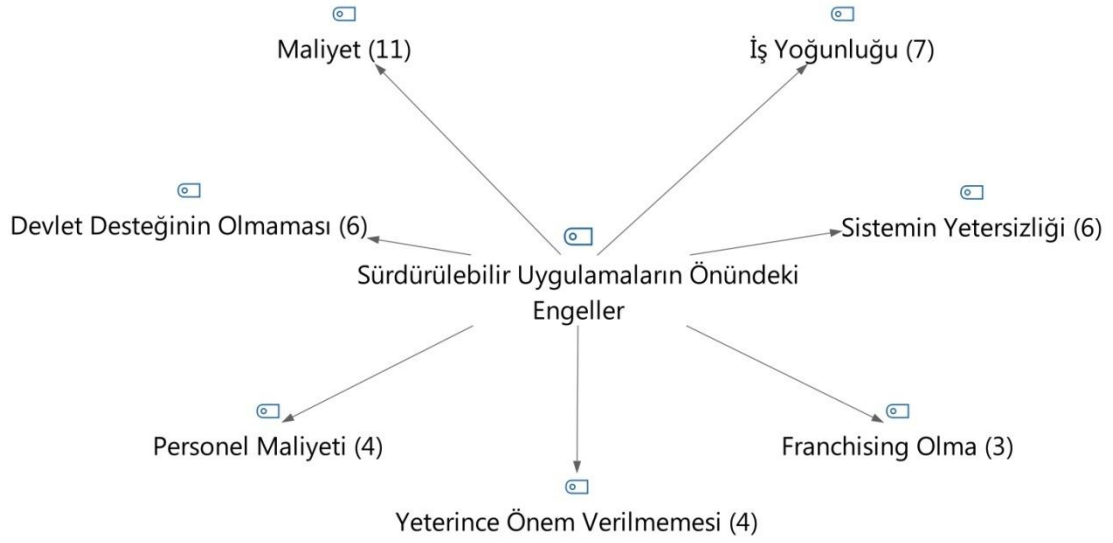 Maliyet (11)
İş Yoğunluğu (7)
Devlet Desteğinin Olmaması (6)
Sistemin Yetersizliği (6)
Sürdürülebilir Uygulamaların Önündeki
Engeller
Personel Maliyeti (4)
Franchising Olma (3)
Yeterince Önem Verilmemesi (4)